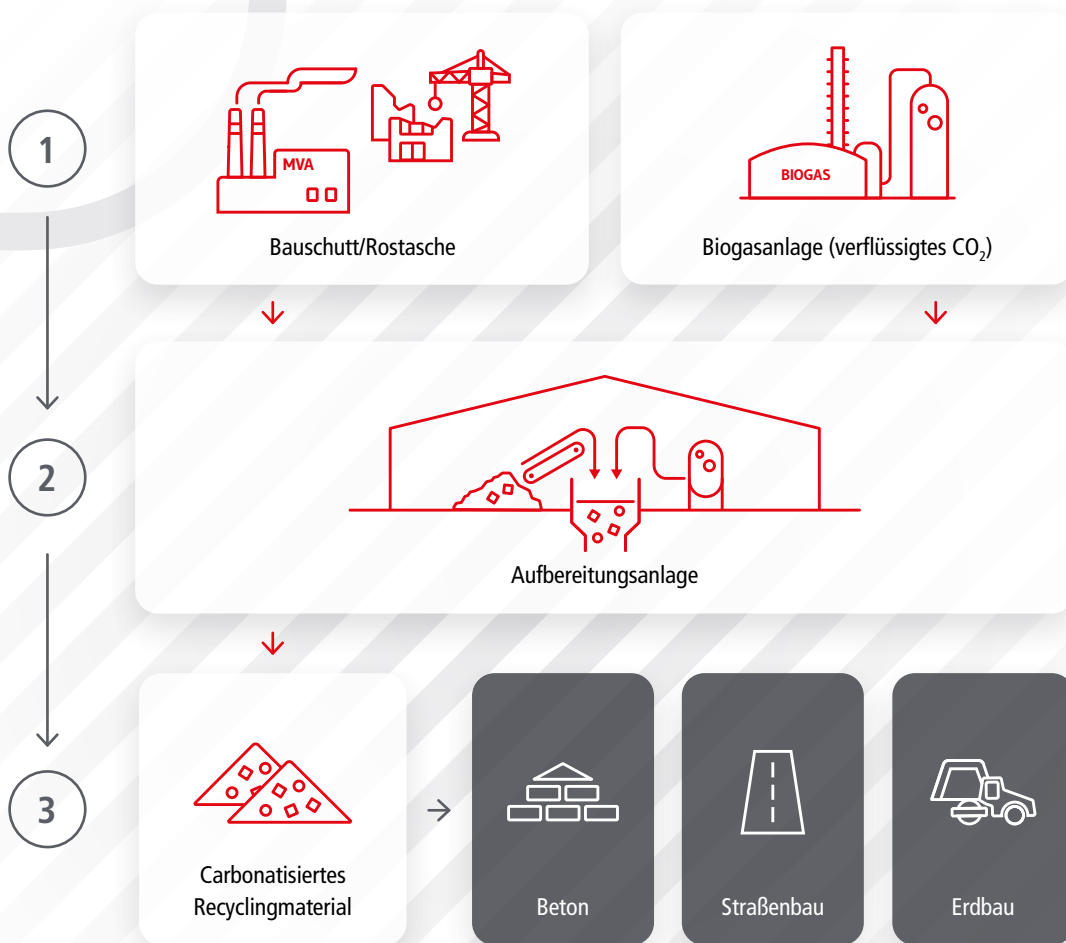 1
MVA
Bauschutt/Rostasche
BIOGAS
Biogasanlage (verflüssigtes CO₂)
2
Aufbereitungsanlage
3
Carbonatisiertes
Recyclingmaterial
Beton
Straßenbau
Erdbau